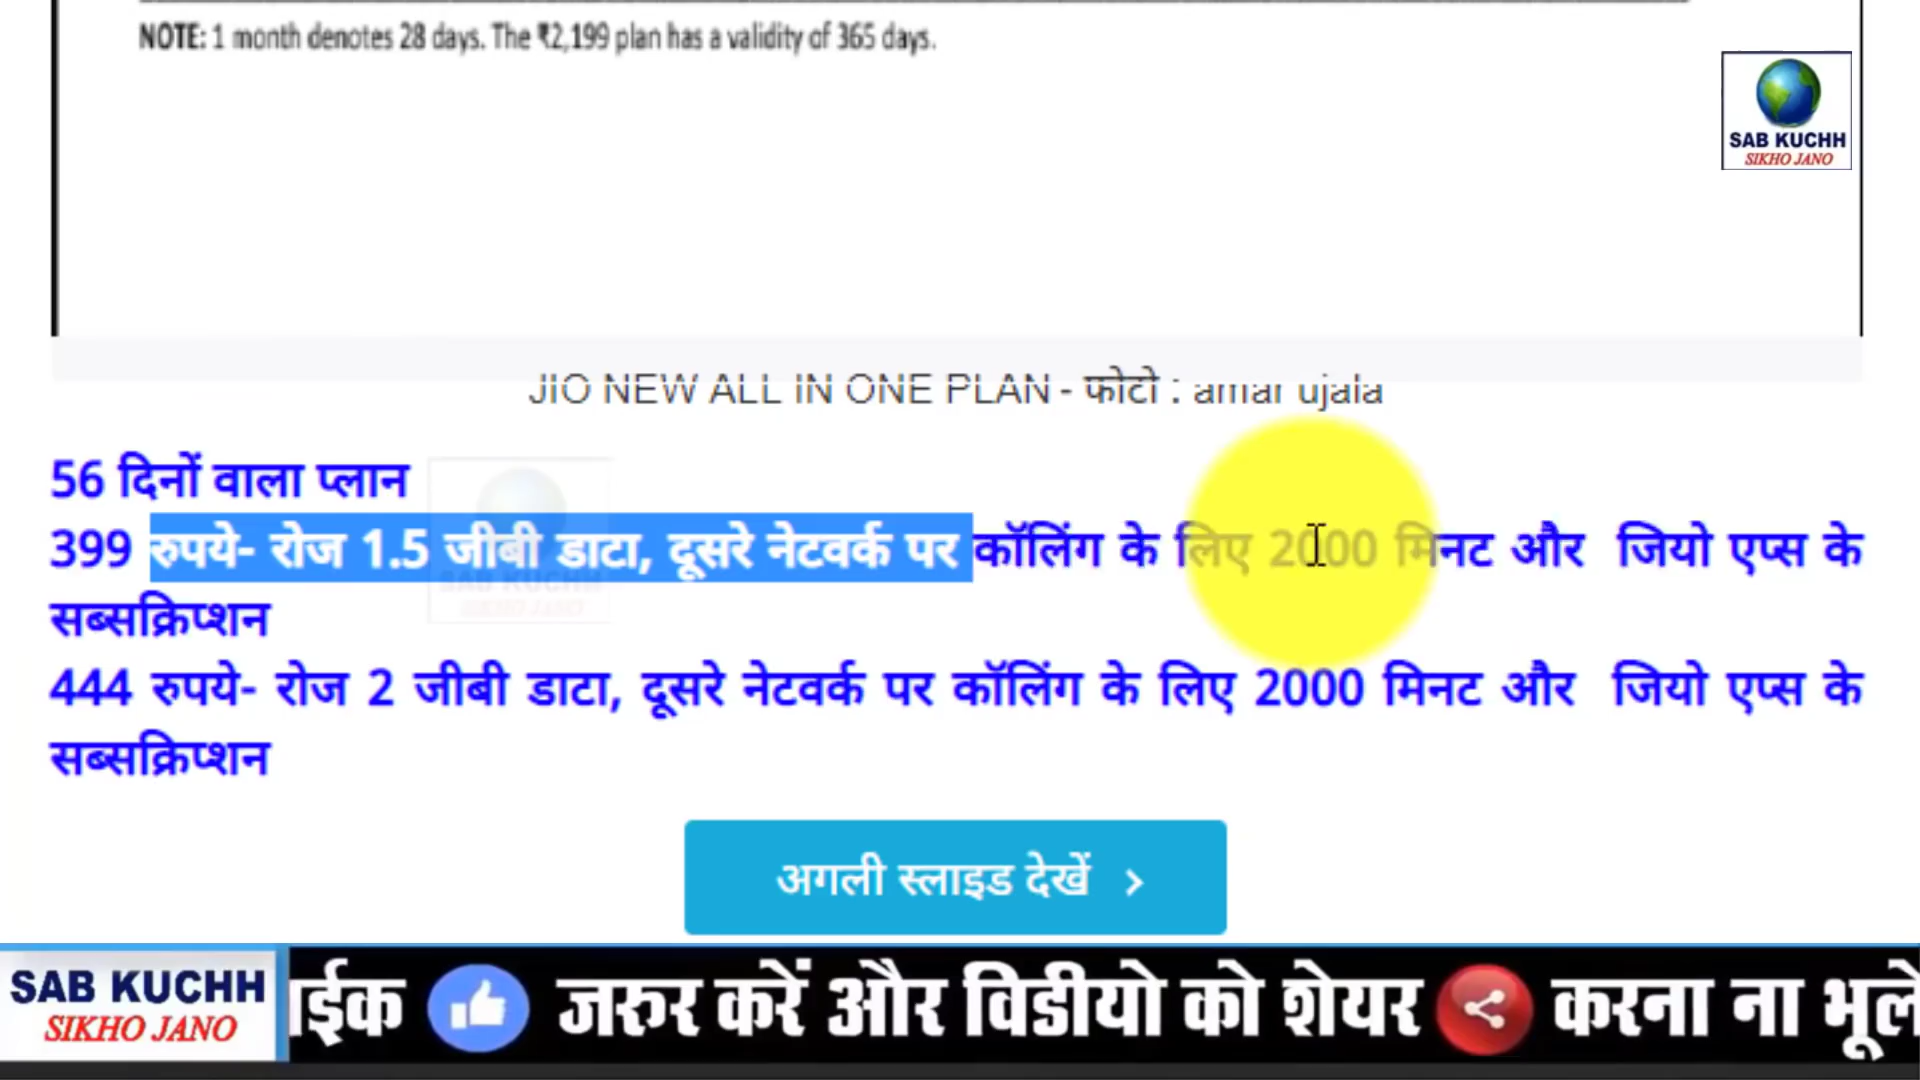 NOTE: 1 month denotes 28 days. The ₹2,199 plan has a validity of 365 days.
SAB KUCHH
SIKHO JANO
JIO NEW ALL IN ONE PLAN - फोटो : amar ujala
56 दिनों वाला प्लान
399 रुपये- रोज 1.5 जीबी डाटा, दूसरे नेटवर्क पर कॉलिंग के लिए 2000 मिनट और जियो एप्स के
सब्सक्रिप्शन
444 रुपये- रोज 2 जीबी डाटा, दूसरे नेटवर्क पर कॉलिंग के लिए 2000 मिनट और जियो एप्स के
सब्सक्रिप्शन
अगली स्लाइड देखें >
SAB KUCHH
SIKHO JANO
ाईक जरुर करें और विडीयो को शेयर करना ना भूले